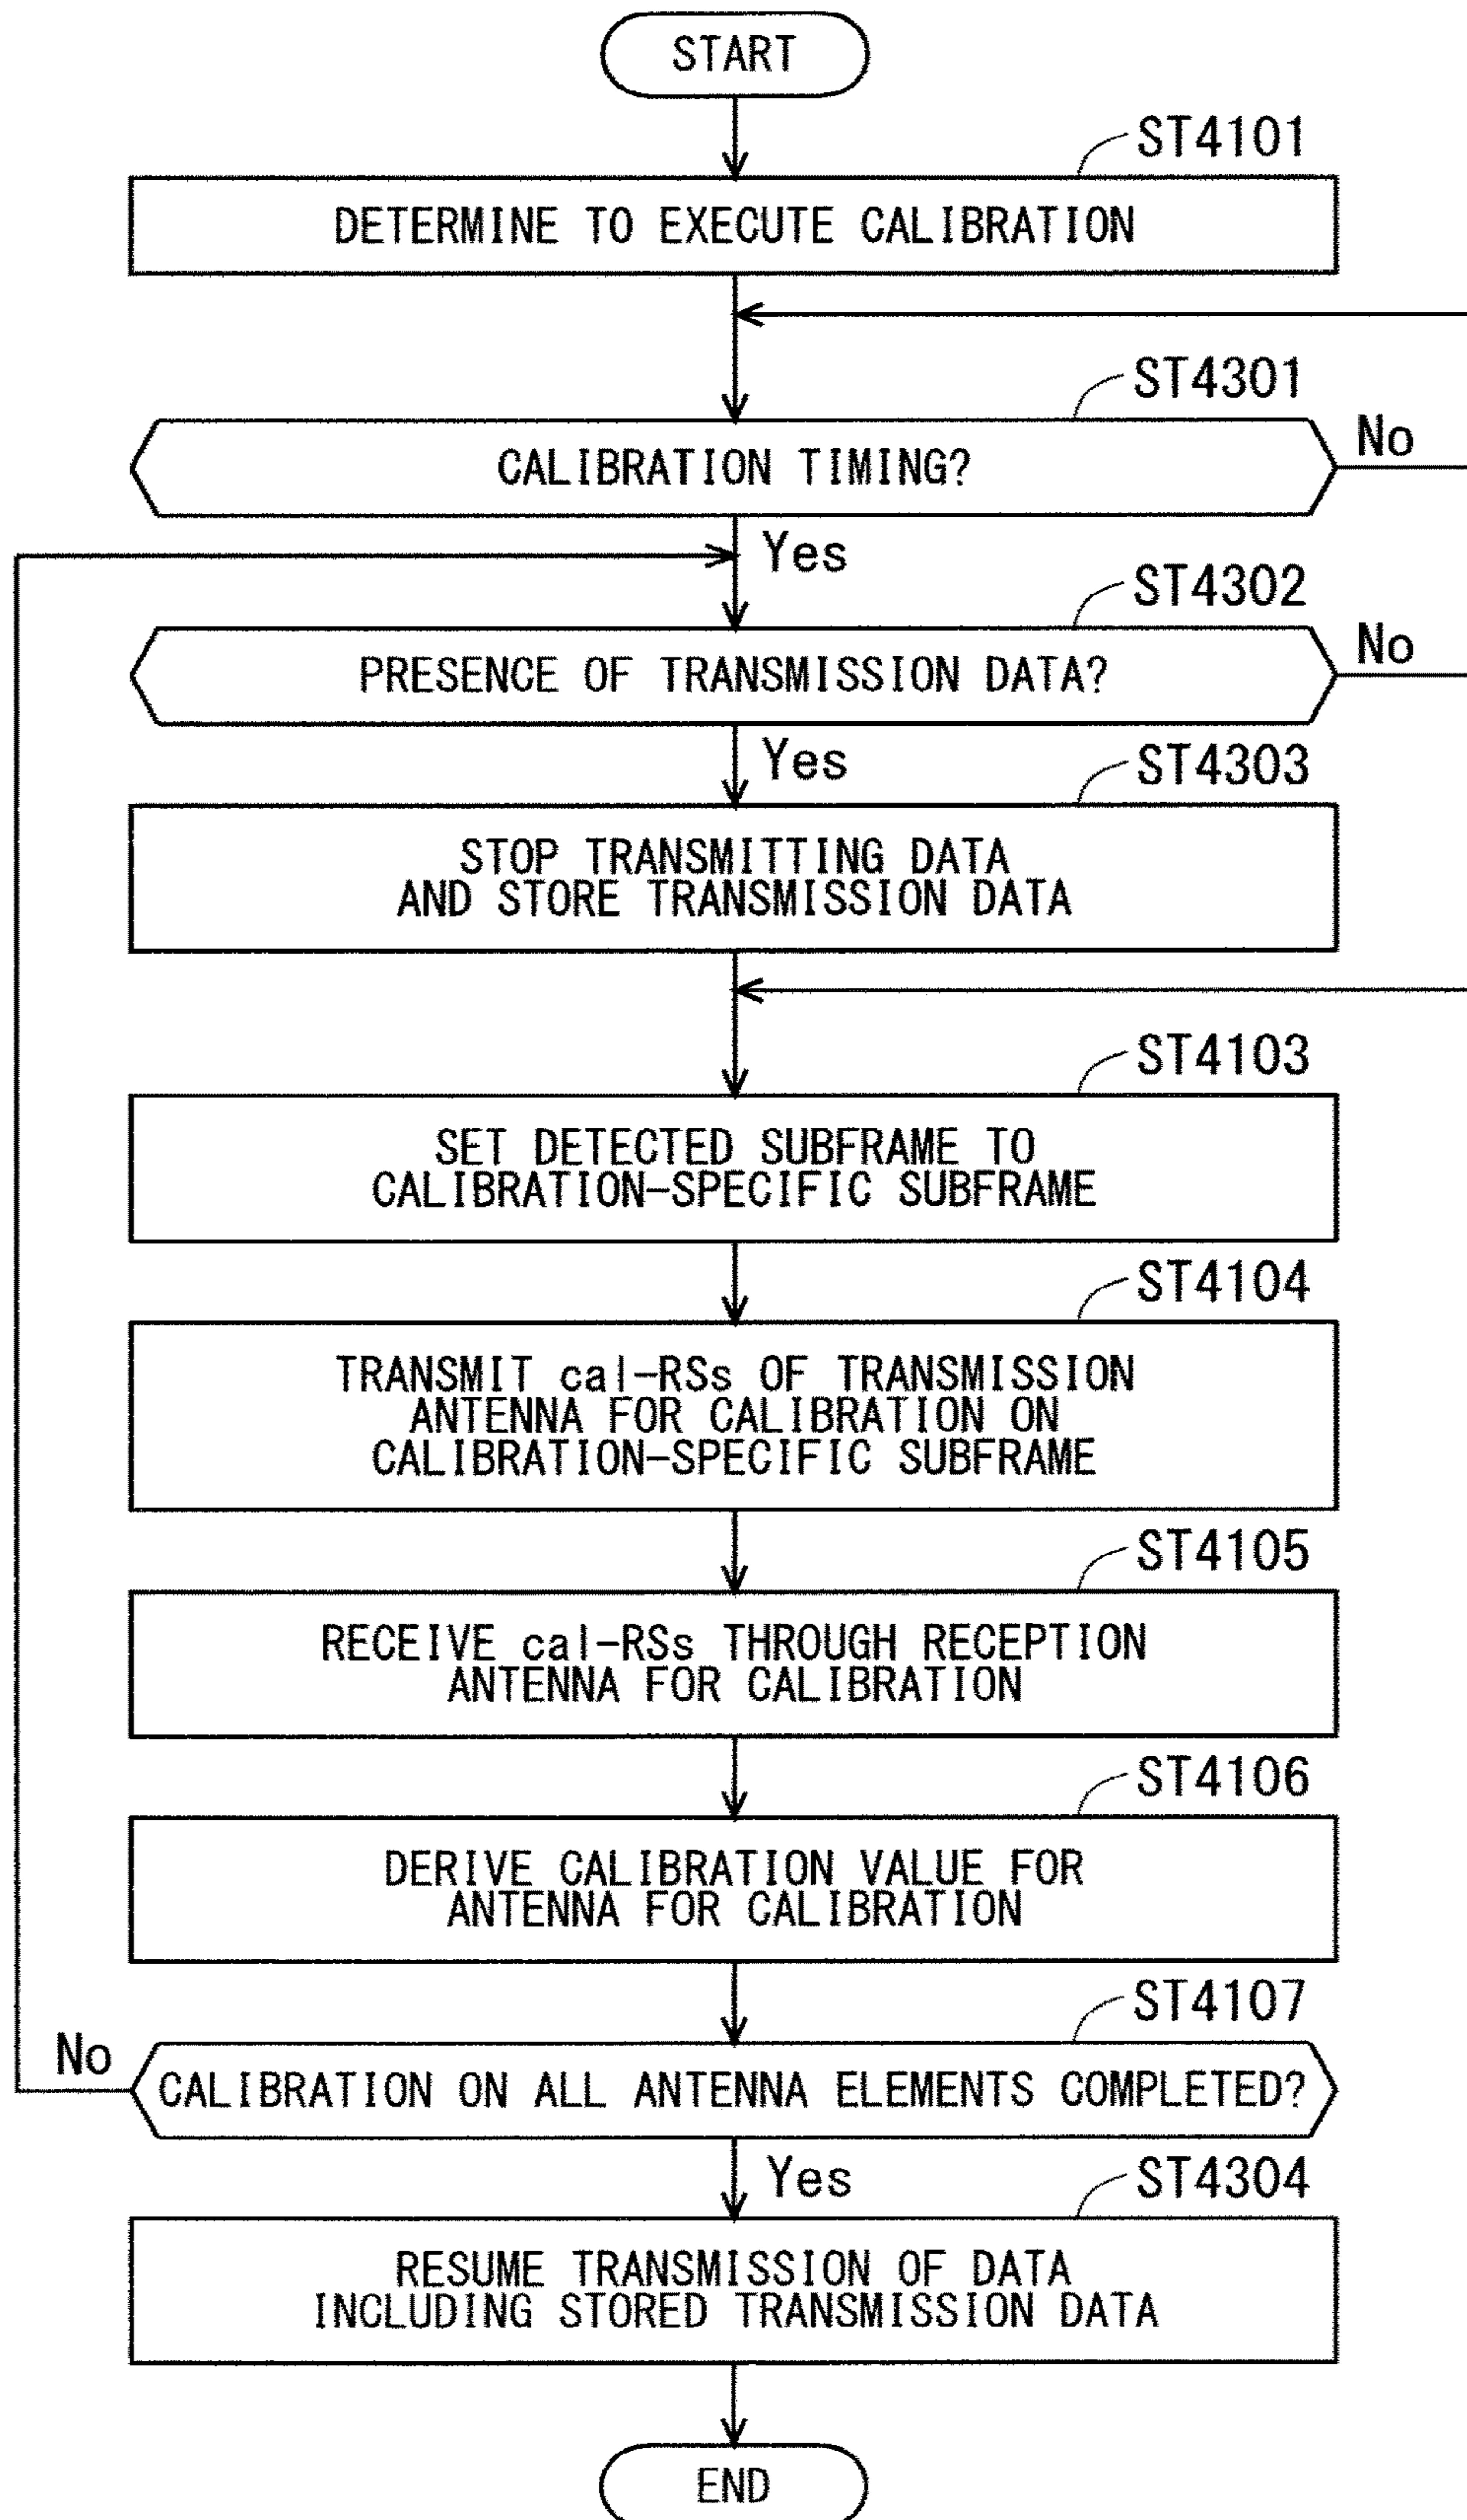 START
ST4101
DETERMINE TO EXECUTE CALIBRATION
ST4301
CALIBRATION TIMING?
No
Yes
ST4302
PRESENCE OF TRANSMISSION DATA?
No
Yes
ST4303
STOP TRANSMITTING DATA
AND STORE TRANSMISSION DATA
ST4103
SET DETECTED SUBFRAME TO
CALIBRATION-SPECIFIC SUBFRAME
ST4104
TRANSMIT cal-RSs OF TRANSMISSION
ANTENNA FOR CALIBRATION ON
CALIBRATION-SPECIFIC SUBFRAME
ST4105
RECEIVE cal-RSs THROUGH RECEPTION
ANTENNA FOR CALIBRATION
ST4106
DERIVE CALIBRATION VALUE FOR
ANTENNA FOR CALIBRATION
ST4107
No
CALIBRATION ON ALL ANTENNA ELEMENTS COMPLETED?
Yes
ST4304
RESUME TRANSMISSION OF DATA
INCLUDING STORED TRANSMISSION DATA
END